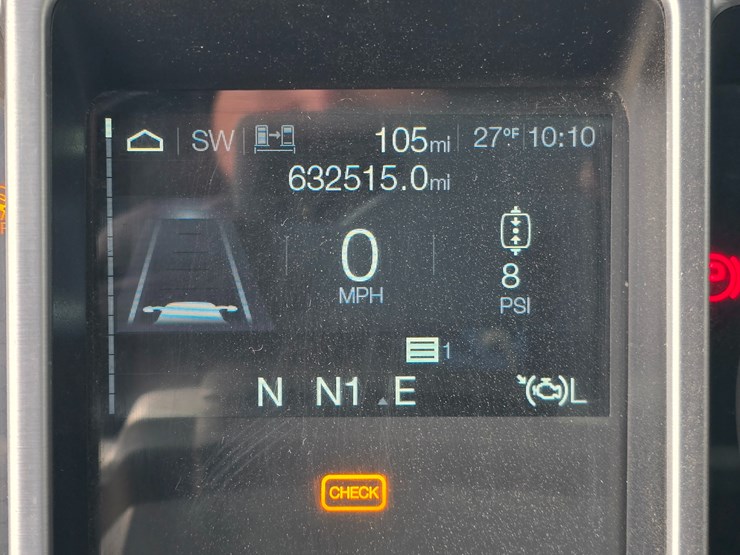 SW 105mi 27°F 10:10
632515.0mi
0
MPH
8
PSI
1
N N1 E L
CHECK
P